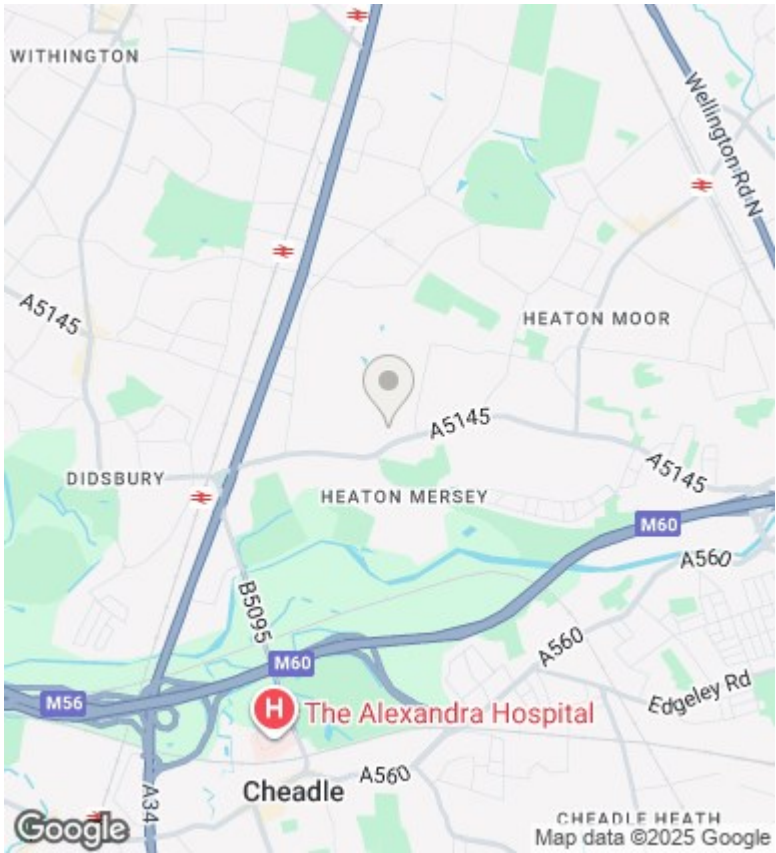 WITHINGTON
Wellington Rd N
A5145
HEATON MOOR
A5145
A5145
DIDSBURY
HEATON MERSEY
M60
A560
B5095
A560
M60
Edgeley Rd
M56
H
The Alexandra Hospital
A560
Cheadle
A34
CHEADLE HEATH
Google
Map data ©2025 Google